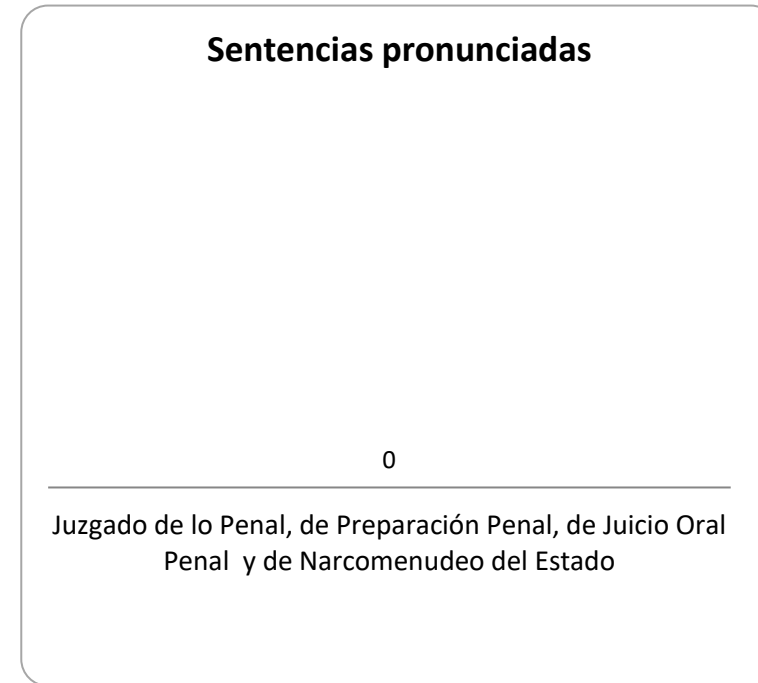 Sentencias pronunciadas
0
Juzgado de lo Penal, de Preparación Penal, de Juicio Oral
Penal  y de Narcomenudeo del Estado